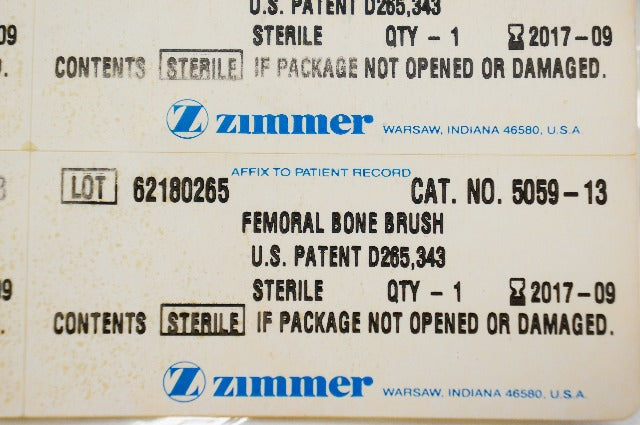 U.S. PATENT D265,343
STERILE QTY - 1 2017-09
CONTENTS STERILE IF PACKAGE NOT OPENED OR DAMAGED.
Z zimmer WARSAW, INDIANA 46580, U.S.A.
AFFIX TO PATIENT RECORD
LOT 62180265 CAT. NO. 5059-13
FEMORAL BONE BRUSH
U.S. PATENT D265,343
STERILE QTY - 1 2017-09
CONTENTS STERILE IF PACKAGE NOT OPENED OR DAMAGED.
Z zimmer WARSAW, INDIANA 46580, U.S.A.